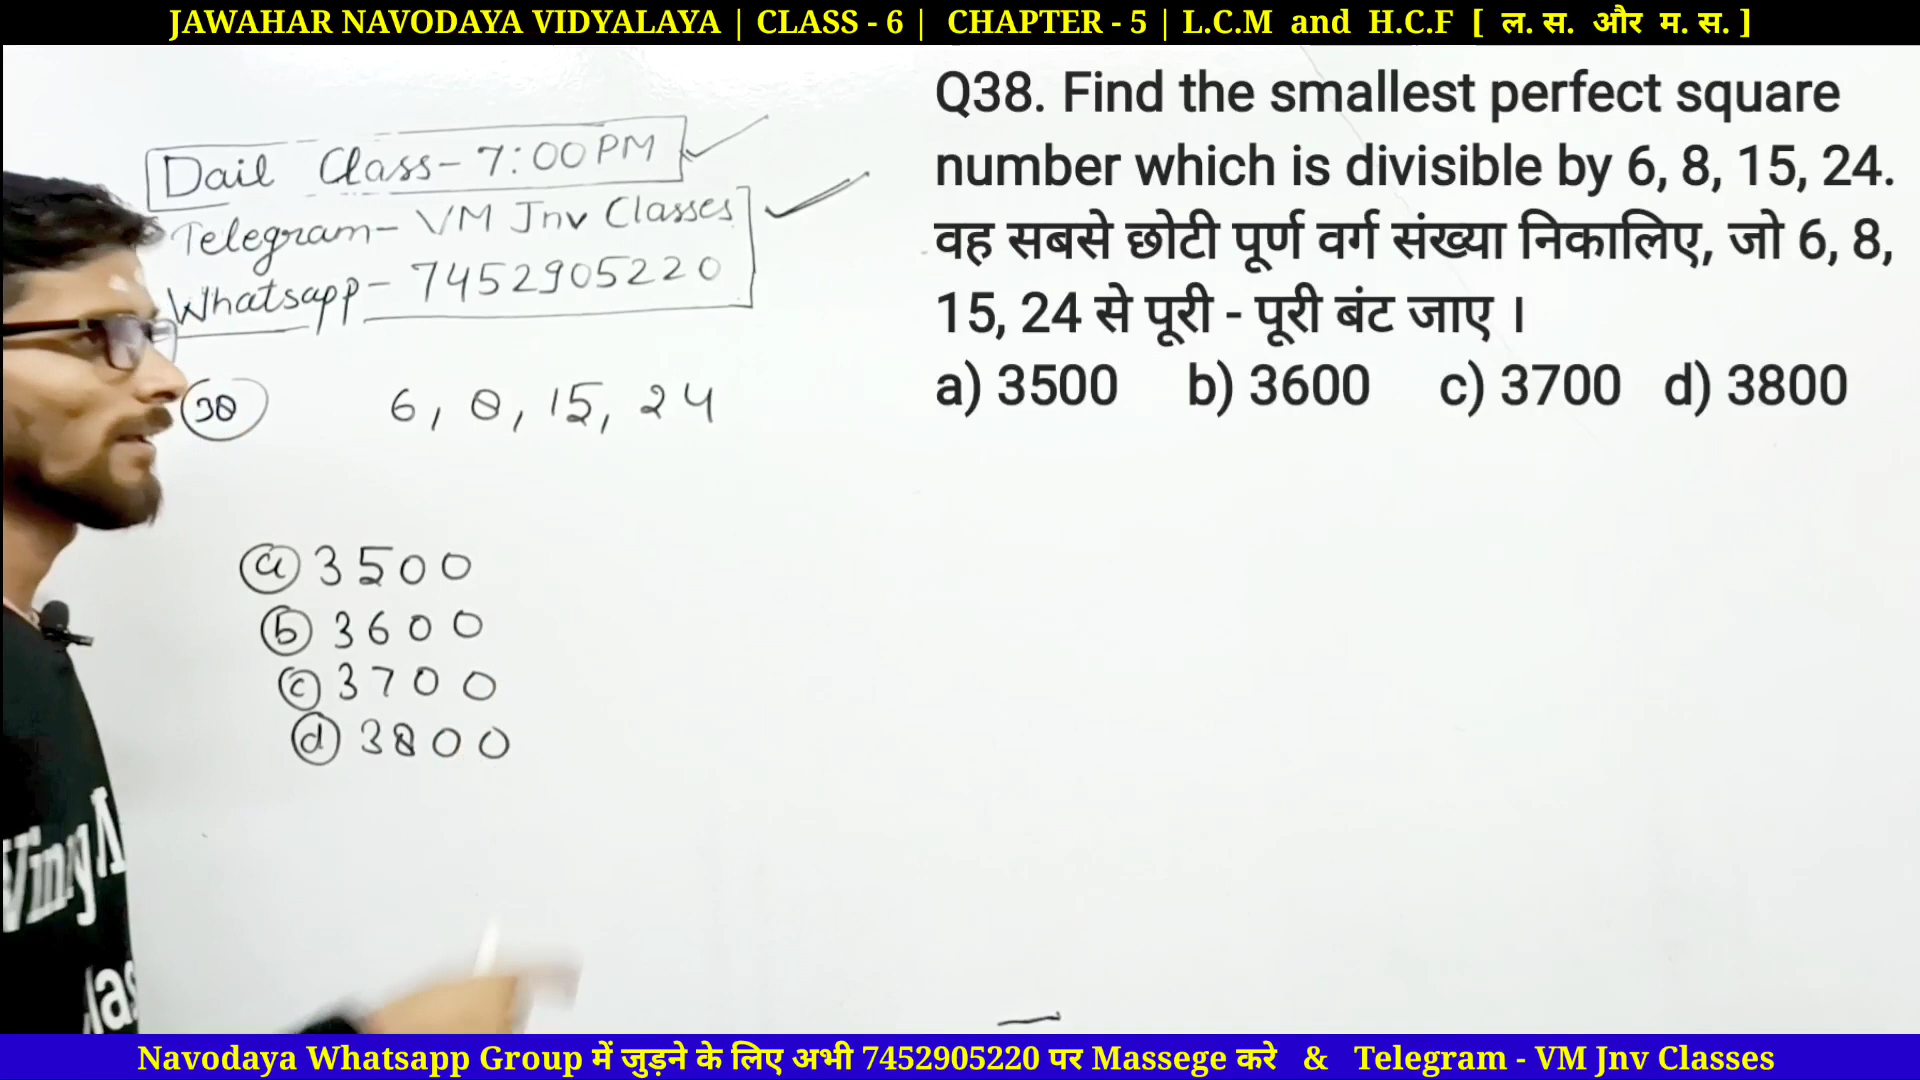 JAWAHAR NAVODAYA VIDYALAYA | CLASS - 6 | CHAPTER - 5 | L.C.M and H.C.F [ ल. स. और म. स. ]
Dail Class- 7:00 PM
Telegram- VM Jnv Classes
Whatsapp- 7452905220
38 6, 8, 15, 24
a 3500
b 3600
c 3700
d 3800
Q38. Find the smallest perfect square
number which is divisible by 6, 8, 15, 24.
वह सबसे छोटी पूर्ण वर्ग संख्या निकालिए, जो 6, 8,
15, 24 से पूरी - पूरी बंट जाए ।
a) 3500 b) 3600 c) 3700 d) 3800
Navodaya Whatsapp Group में जुड़ने के लिए अभी 7452905220 पर Massege करे & Telegram - VM Jnv Classes